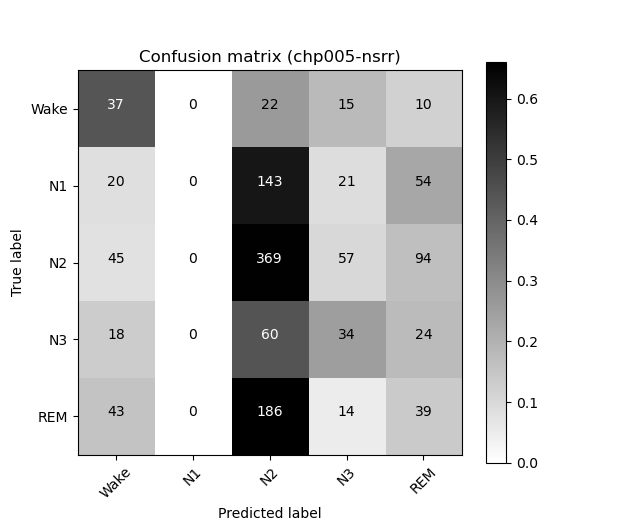 Confusion matrix (chp005-nsrr)
True label
Wake 37 0 22 15 10
N1 20 0 143 21 54
N2 45 0 369 57 94
N3 18 0 60 34 24
REM 43 0 186 14 39
Wake N1 N2 N3 REM
Predicted label
0.6
0.5
0.4
0.3
0.2
0.1
0.0